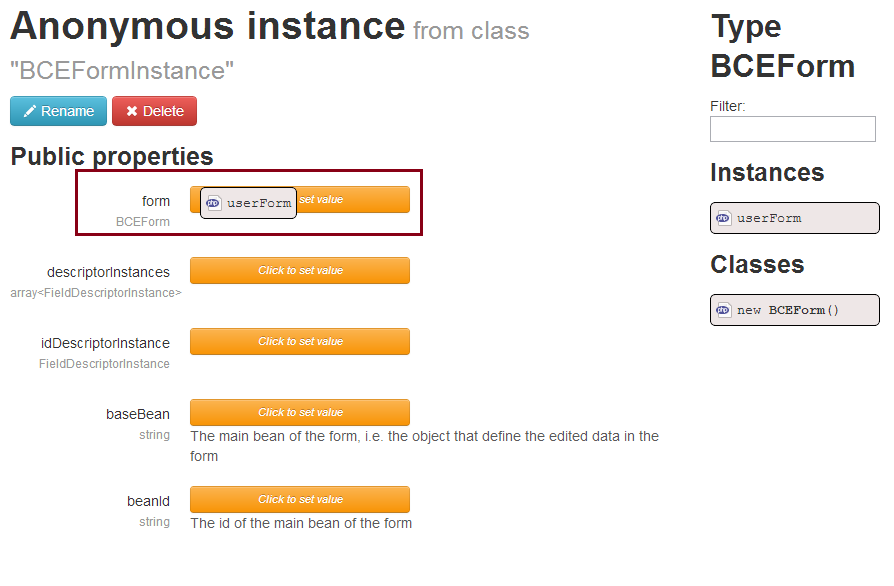 Anonymous instance from class
"BCEFormInstance"
Rename Delete
Public properties
form
BCEForm
php userForm set value
descriptorInstances
array<FieldDescriptorInstance>
Click to set value
idDescriptorInstance
FieldDescriptorInstance
Click to set value
baseBean
string
Click to set value
The main bean of the form, i.e. the object that define the edited data in the
form
beanId
string
Click to set value
The id of the main bean of the form
Type
BCEForm
Filter:
Instances
php userForm
Classes
php new BCEForm()